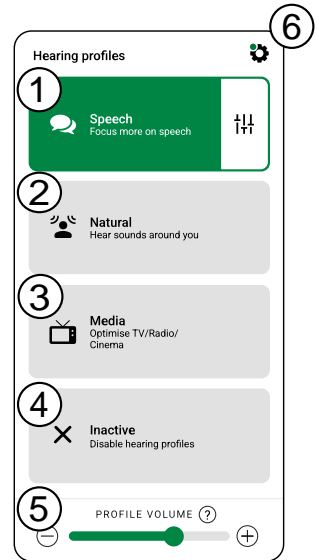 6
Hearing profiles
1
Speech
Focus more on speech
2
Natural
Hear sounds around you
3
Media
Optimise TV/Radio/
Cinema
4
Inactive
Disable hearing profiles
5
PROFILE VOLUME ?